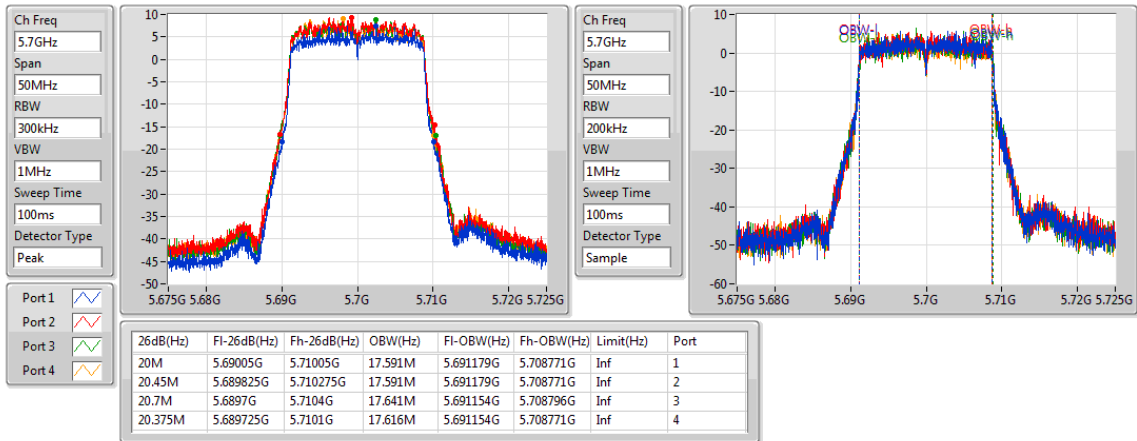 Ch Freq
5.7GHz
Span
50MHz
RBW
300kHz
VBW
1MHz
Sweep Time
100ms
Detector Type
Peak
10
5
0
-5
-10
-15
-20
-25
-30
-35
-40
-45
-50
5.675G 5.68G 5.69G 5.7G 5.71G 5.72G 5.725G
Ch Freq
5.7GHz
Span
50MHz
RBW
200kHz
VBW
1MHz
Sweep Time
100ms
Detector Type
Sample
10
0
-10
-20
-30
-40
-50
-60
OBW-l OBW-h
5.675G 5.68G 5.69G 5.7G 5.71G 5.72G 5.725G
Port 1
Port 2
Port 3
Port 4
26dB(Hz) Fl-26dB(Hz) Fh-26dB(Hz) OBW(Hz) Fl-OBW(Hz) Fh-OBW(Hz) Limit(Hz) Port
20M 5.69005G 5.71005G 17.591M 5.691179G 5.708771G Inf 1
20.45M 5.689825G 5.710275G 17.591M 5.691179G 5.708771G Inf 2
20.7M 5.6897G 5.7104G 17.641M 5.691154G 5.708796G Inf 3
20.375M 5.689725G 5.7101G 17.616M 5.691154G 5.708771G Inf 4